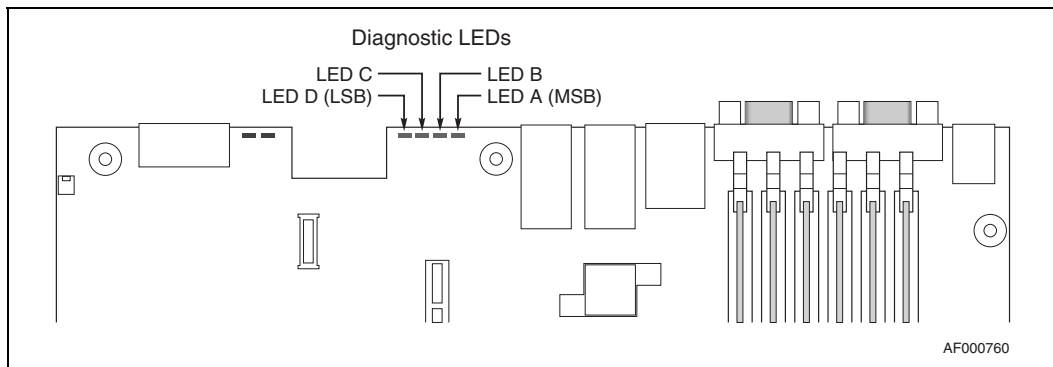 Diagnostic LEDs
LED C
LED B
LED D (LSB)
LED A (MSB)
AF000760